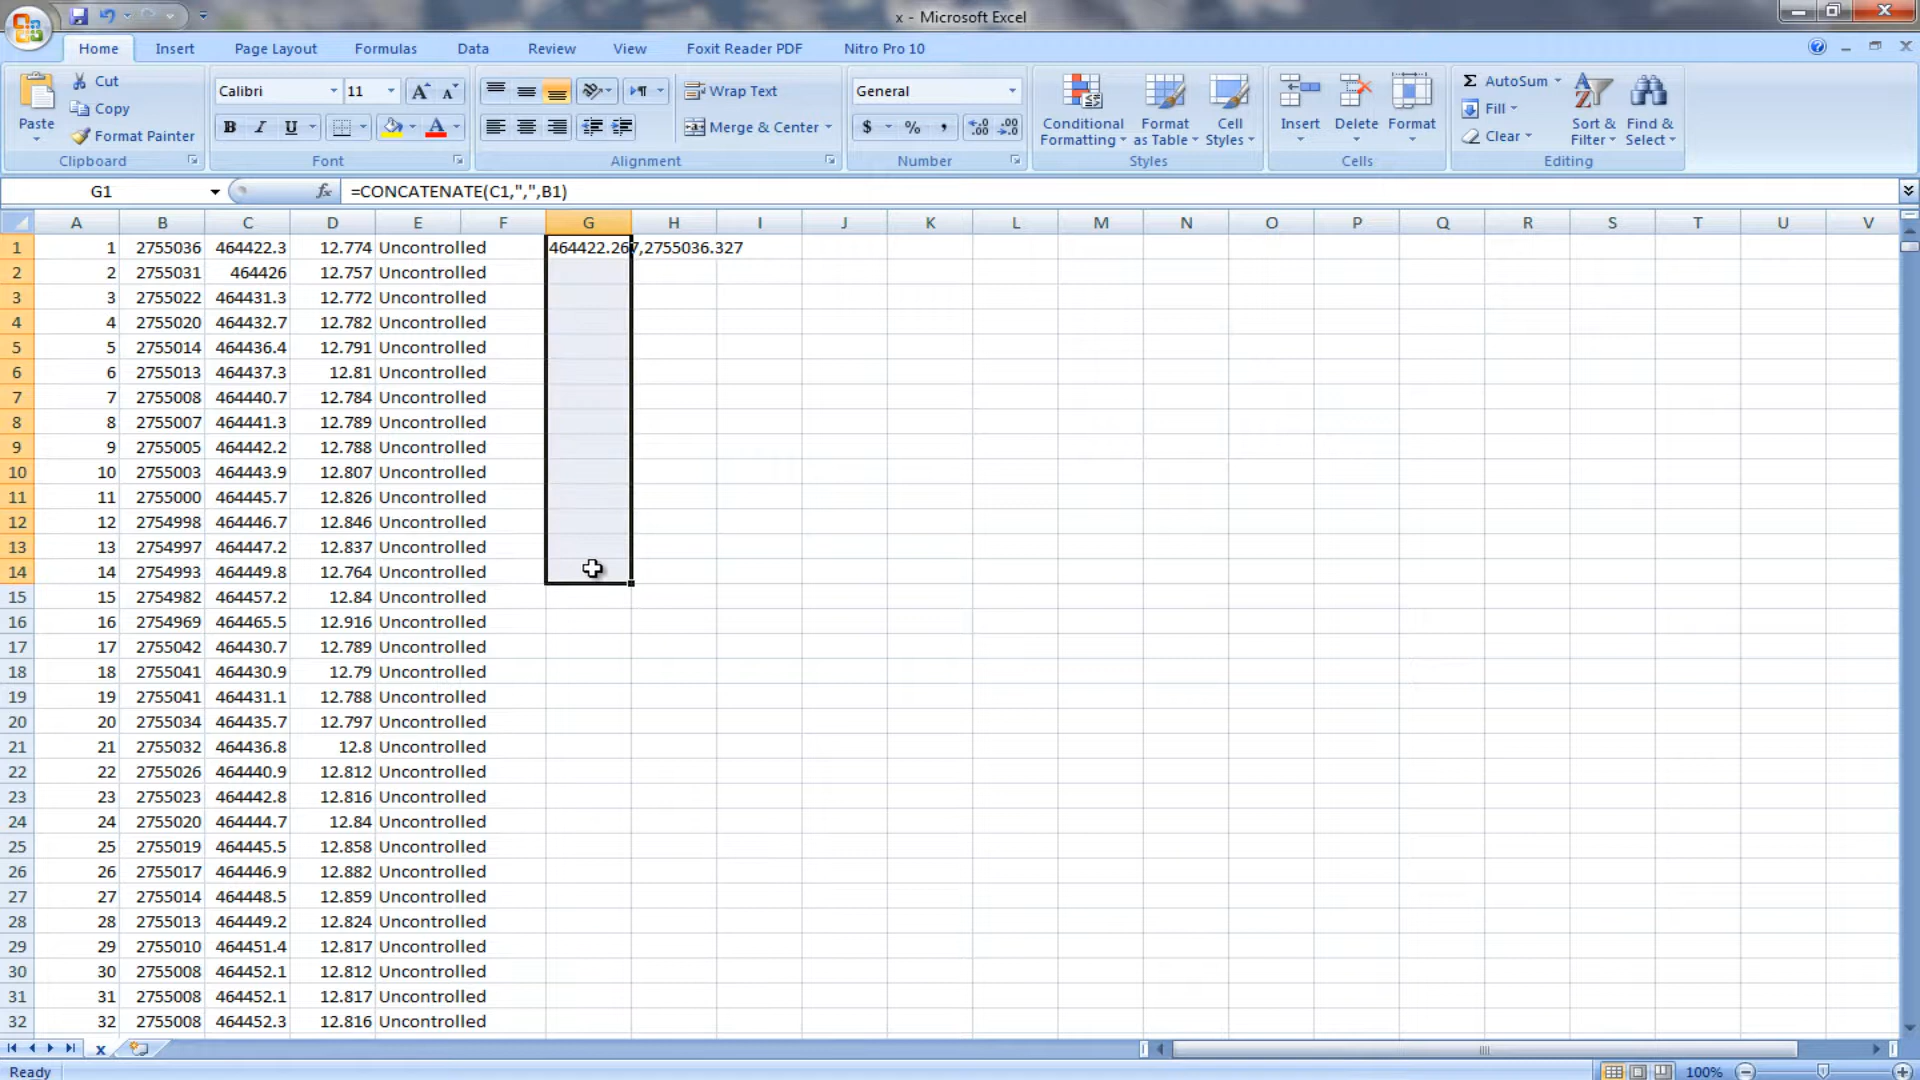 x - Microsoft Excel
Home Insert Page Layout Formulas Data Review View Foxit Reader PDF Nitro Pro 10
Paste Cut Copy Format Painter Clipboard
Calibri 11 B I U A Font
Wrap Text Merge & Center Alignment
General $ % , Number
Conditional Formatting Format as Table Cell Styles Styles
Insert Delete Format Cells
Σ AutoSum Fill Clear Sort & Filter Find & Select Editing
G1 fx =CONCATENATE(C1,",",B1)
A B C D E F G H I J K L M N O P Q R S T U V
1 1 2755036 464422.3 12.774 Uncontrolled 464422.267,2755036.327
2 2 2755031 464426 12.757 Uncontrolled
3 3 2755022 464431.3 12.772 Uncontrolled
4 4 2755020 464432.7 12.782 Uncontrolled
5 5 2755014 464436.4 12.791 Uncontrolled
6 6 2755013 464437.3 12.81 Uncontrolled
7 7 2755008 464440.7 12.784 Uncontrolled
8 8 2755007 464441.3 12.789 Uncontrolled
9 9 2755005 464442.2 12.788 Uncontrolled
10 10 2755003 464443.9 12.807 Uncontrolled
11 11 2755000 464445.7 12.826 Uncontrolled
12 12 2754998 464446.7 12.846 Uncontrolled
13 13 2754997 464447.2 12.837 Uncontrolled
14 14 2754993 464449.8 12.764 Uncontrolled
15 15 2754982 464457.2 12.84 Uncontrolled
16 16 2754969 464465.5 12.916 Uncontrolled
17 17 2755042 464430.7 12.789 Uncontrolled
18 18 2755041 464430.9 12.79 Uncontrolled
19 19 2755041 464431.1 12.788 Uncontrolled
20 20 2755034 464435.7 12.797 Uncontrolled
21 21 2755032 464436.8 12.8 Uncontrolled
22 22 2755026 464440.9 12.812 Uncontrolled
23 23 2755023 464442.8 12.816 Uncontrolled
24 24 2755020 464444.7 12.84 Uncontrolled
25 25 2755019 464445.5 12.858 Uncontrolled
26 26 2755017 464446.9 12.882 Uncontrolled
27 27 2755014 464448.5 12.859 Uncontrolled
28 28 2755013 464449.2 12.824 Uncontrolled
29 29 2755010 464451.4 12.817 Uncontrolled
30 30 2755008 464452.1 12.812 Uncontrolled
31 31 2755008 464452.1 12.817 Uncontrolled
32 32 2755008 464452.3 12.816 Uncontrolled
x
Ready 100%